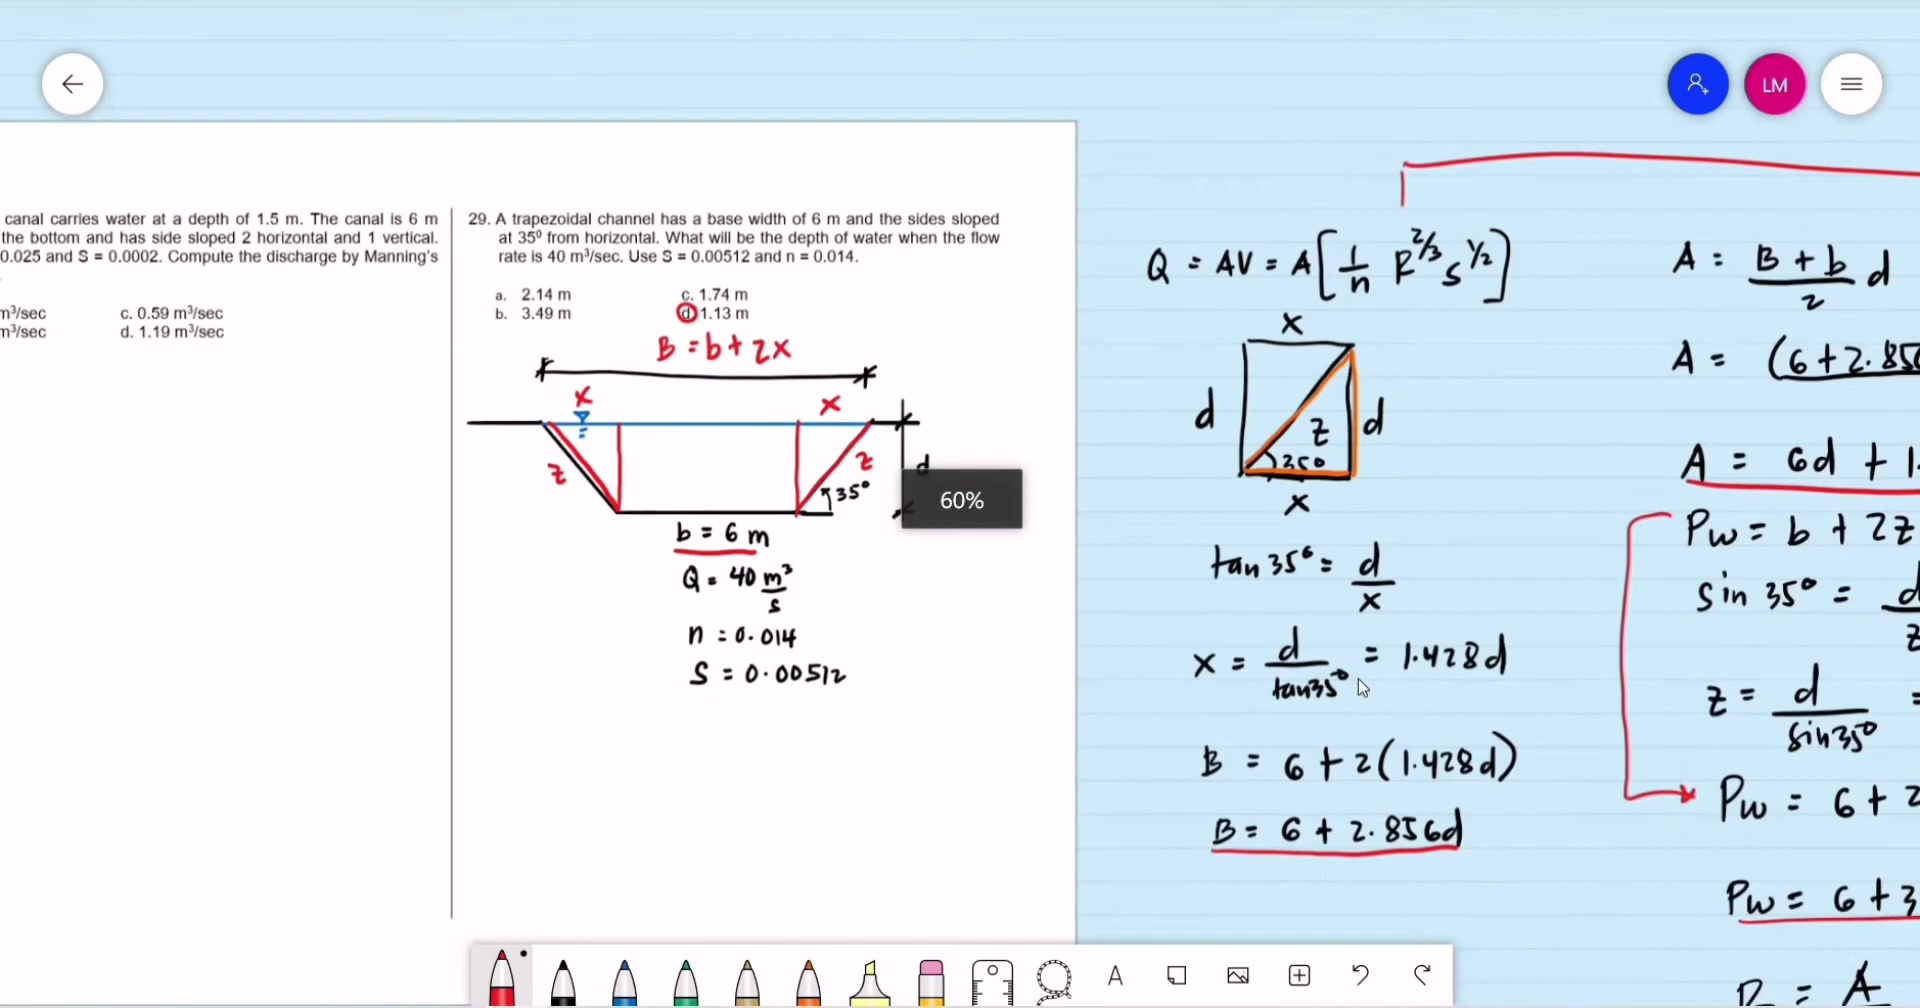 LM
canal carries water at a depth of 1.5 m. The canal is 6 m
the bottom and has side sloped 2 horizontal and 1 vertical.
0.025 and S = 0.0002. Compute the discharge by Manning's
m³/sec c. 0.59 m³/sec
m³/sec d. 1.19 m³/sec
29. A trapezoidal channel has a base width of 6 m and the sides sloped
at 35⁰ from horizontal. What will be the depth of water when the flow
rate is 40 m³/sec. Use S = 0.00512 and n = 0.014.
a. 2.14 m c. 1.74 m
b. 3.49 m d. 1.13 m
B = b + 2x
x x
z z d
35°
60%
b = 6 m
Q = 40 m³/s
n = 0.014
S = 0.00512
Q = AV = A[1/n R^2/3 S^1/2]
x
d z d
35°
x
tan 35° = d/x
x = d/tan35° = 1.428d
B = 6 + 2(1.428d)
B = 6 + 2.856d
A = B + b/2 d
A = (6 + 2.856
A = 6d + 1.
Pw = b + 2z
sin 35° = d/z
z = d/sin35° =
Pw = 6 + 2
Pw = 6 + 3
= A
A